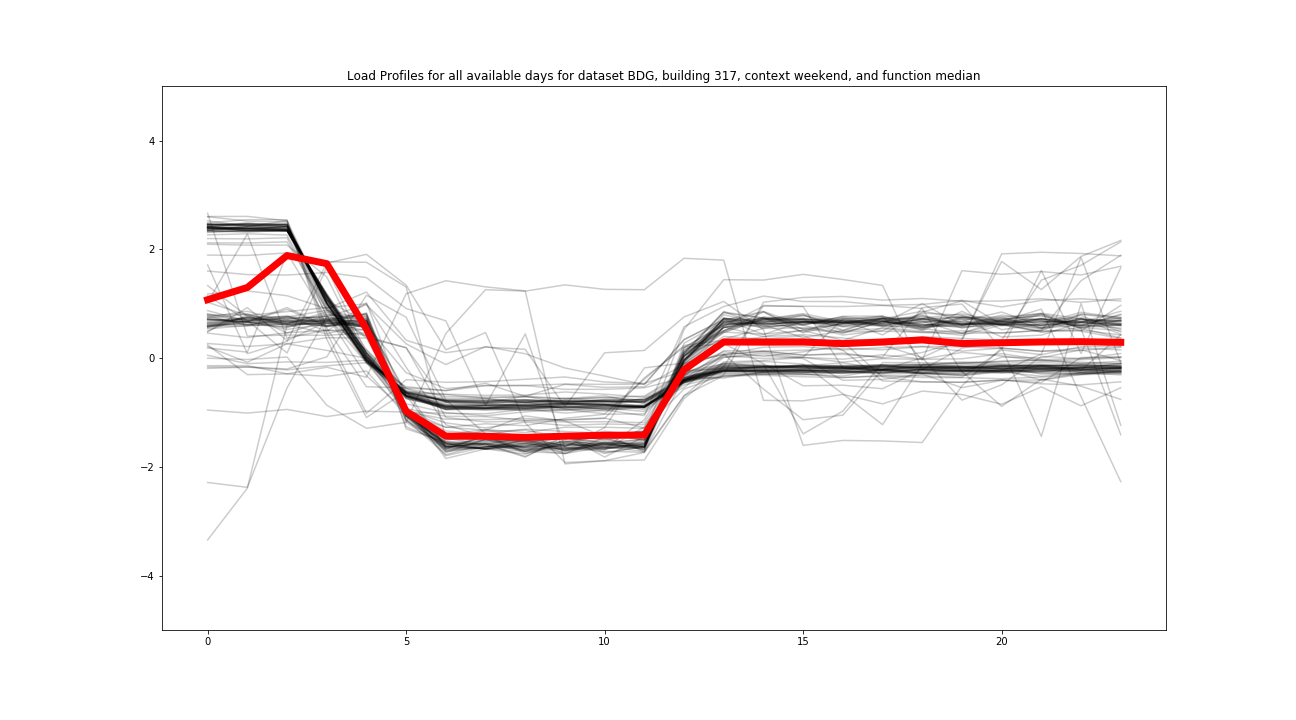 Load Profiles for all available days for dataset BDG, building 317, context weekend, and function median
4
2
0
−2
−4
0 5 10 15 20